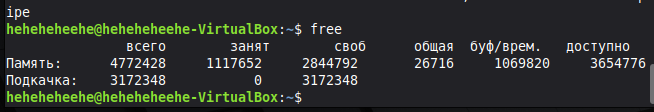 ipe
heheheheehe@heheheheehe-VirtualBox:~$ free
всего занят своб общая буф/врем. доступно
Память: 4772428 1117652 2844792 26716 1069820 3654776
Подкачка: 3172348 0 3172348
heheheheehe@heheheheehe-VirtualBox:~$